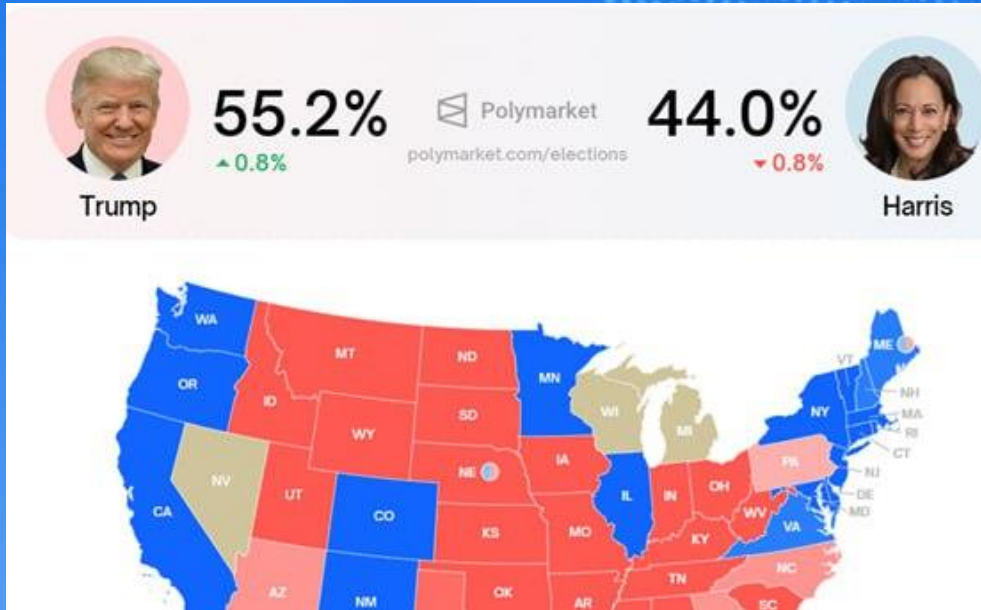 55.2%
Polymarket
44.0%
0.8%
polymarket.com/elections
0.8%
Trump
Harris
WA
MT
ND
MN
VT
ME
OR
ID
SD
WI
MI
NY
NH
MA
RI
CT
WY
IA
PA
NJ
NE
NV
UT
CO
IL
IN
OH
WV
DE
MD
CA
KS
MO
KY
VA
AZ
NM
OK
AR
TN
NC
SC